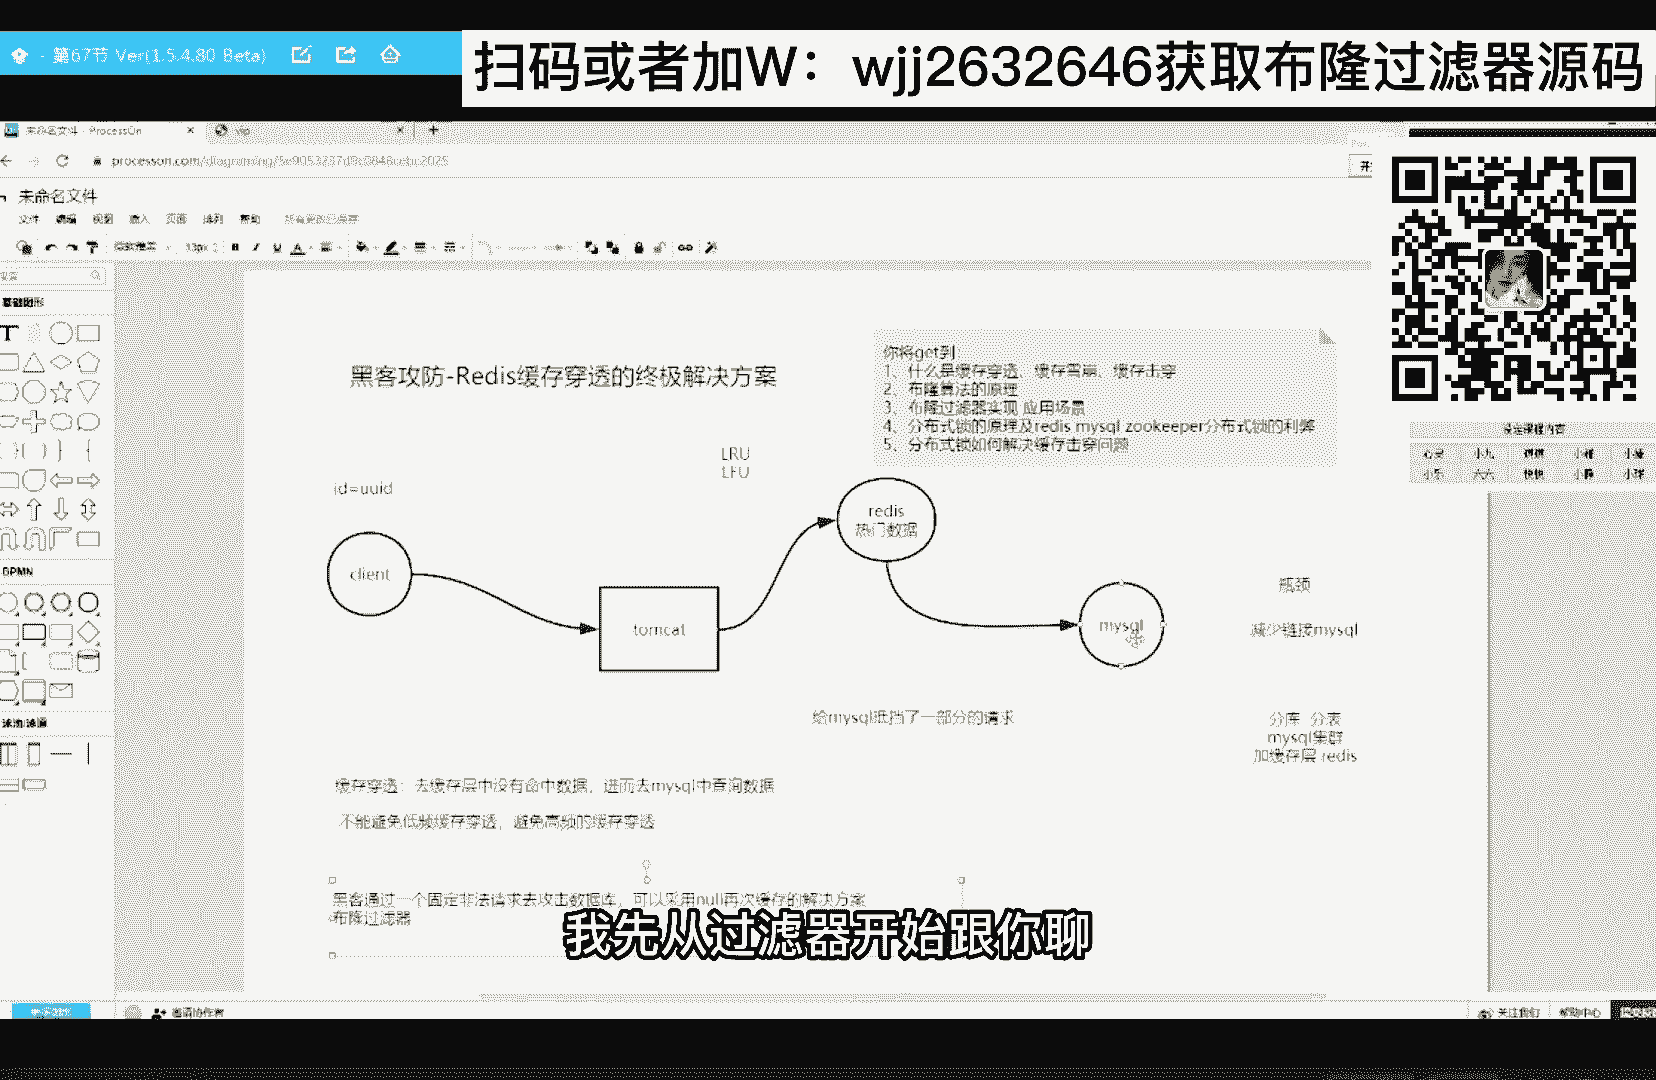 第67节 Ver(1.5.4.80 Beta)
扫码或者加W：wjj2632646获取布隆过滤器源码
未命名文件 - ProcessOn
vip
未命名文件
文件 编辑 视图 插入 页面 排列 帮助
13px
B I U A
基础图形
T
黑客攻防-Redis缓存穿透的终极解决方案
你将get到
1、什么是缓存穿透、缓存雪崩、缓存击穿
2、布隆算法的原理
3、布隆过滤器实现 应用场景
4、分布式锁的原理及redis mysql zookeeper分布式锁的利弊
5、分布式锁如何解决缓存击穿问题
LRU
LFU
id=uuid
client
tomcat
redis
热门数据
mysql
瓶颈
减少链接mysql
给mysql抵挡了一部分的请求
分库 分表
mysql集群
加缓存层 redis
缓存穿透：去缓存层中没有命中数据，进而去mysql中查询数据
不能避免低频缓存穿透，避免高频的缓存穿透
黑客通过一个固定非法请求去攻击数据库，可以采用null再次缓存的解决方案
布隆过滤器
BPMN
我先从过滤器开始跟你聊
邀请协作者
关注我们
帮助中心